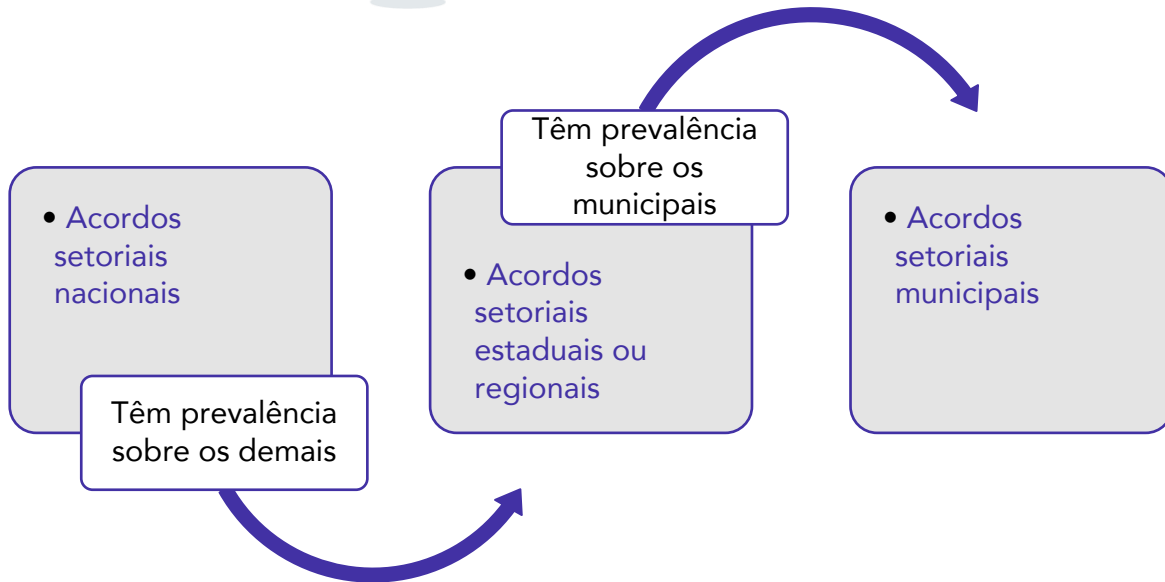 • Acordos
setoriais
nacionais
Têm prevalência
sobre os demais
Têm prevalência
sobre os
municipais
• Acordos
setoriais
estaduais ou
regionais
• Acordos
setoriais
municipais